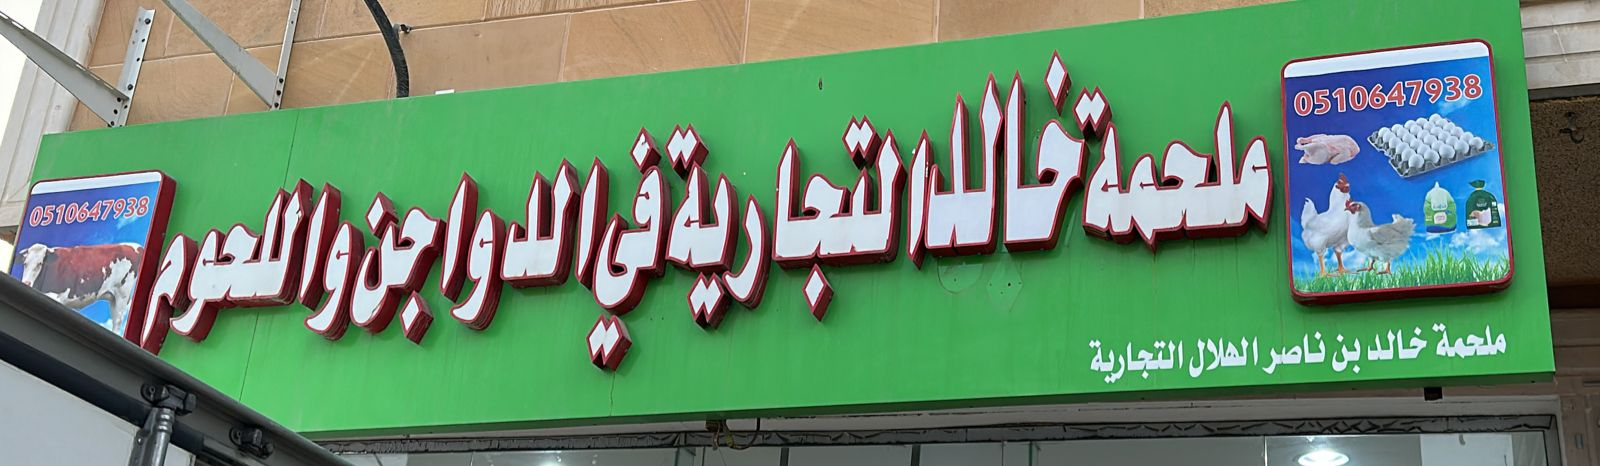 0510647938
ملحمة خالد التجارية في الدواجن واللحوم
0510647938
ملحمة خالد بن ناصر الهلال التجارية